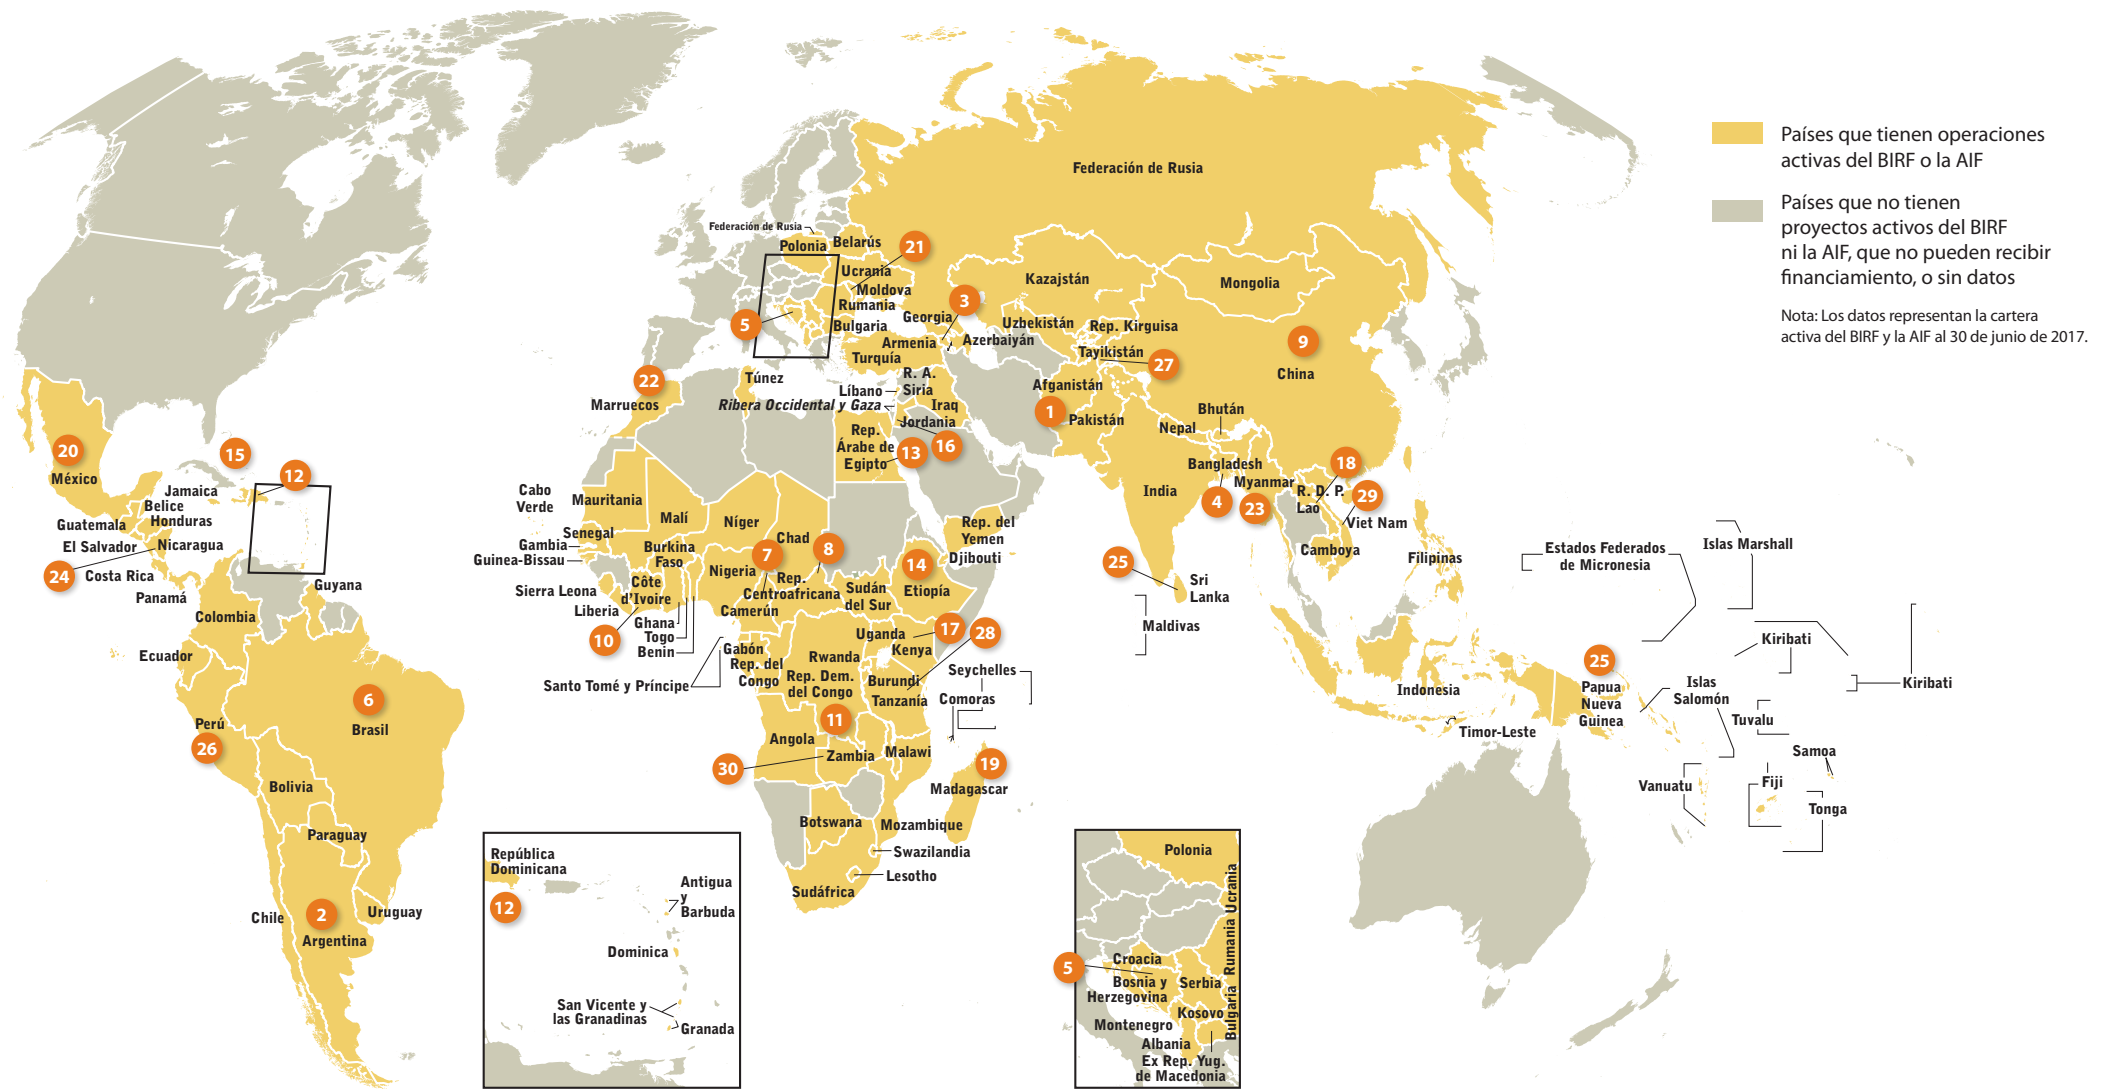 Países que tienen operaciones
activas del BIRF o la AIF
Países que no tienen
proyectos activos del BIRF
ni la AIF, que no pueden recibir
financiamiento, o sin datos
Nota: Los datos representan la cartera
activa del BIRF y la AIF al 30 de junio de 2017.
Federación de Rusia
Federación de Rusia
Polonia
Belarús
21
Ucrania
Moldova
Rumania
Bulgaria
5
Georgia
3
Armenia
Azerbaiyán
Turquía
Kazajstán
Mongolia
Uzbekistán
Rep. Kirguisa
Tayikistán
27
9
China
Afganistán
1
Pakistán
Bhután
Nepal
Bangladesh
India
4
Myanmar
23
18
R. D. P.
Lao
29
Viet Nam
Camboya
Filipinas
25
Sri
Lanka
Maldivas
Indonesia
Timor-Leste
22
Marruecos
Túnez
R. A.
Siria
Líbano
Ribera Occidental y Gaza
Iraq
Jordania
16
Rep.
Árabe de
Egipto
13
20
México
15
12
Jamaica
Belice
Honduras
Guatemala
El Salvador
Nicaragua
24
Costa Rica
Panamá
Guyana
Colombia
Ecuador
6
Brasil
Perú
26
Bolivia
Paraguay
Chile
2
Argentina
Uruguay
Cabo
Verde
Mauritania
Malí
Níger
Chad
Senegal
Gambia
Guinea-Bissau
Burkina
Faso
Nigeria
7
8
Rep.
Centroafricana
Sierra Leona
Liberia
Côte
d’Ivoire
10
Ghana
Togo
Benin
Camerún
Sudán
del Sur
14
Etiopía
Rep. del
Yemen
Djibouti
Santo Tomé y Príncipe
Gabón
Rep. del
Congo
Rwanda
Rep. Dem.
del Congo
Uganda
17
Kenya
28
Burundi
Tanzanía
Seychelles
Comoras
11
Angola
Zambia
30
Malawi
19
Madagascar
Botswana
Mozambique
Swazilandia
Lesotho
Sudáfrica
Estados Federados
de Micronesia
Islas Marshall
Kiribati
Kiribati
25
Papua
Nueva
Guinea
Islas
Salomón
Tuvalu
Samoa
Vanuatu
Fiji
Tonga
República
Dominicana
12
Antigua
y
Barbuda
Dominica
San Vicente y
las Granadinas
Granada
Polonia
Ucrania
Rumania
Bulgaria
5
Croacia
Bosnia y
Herzegovina
Serbia
Kosovo
Montenegro
Albania
Ex Rep. Yug.
de Macedonia